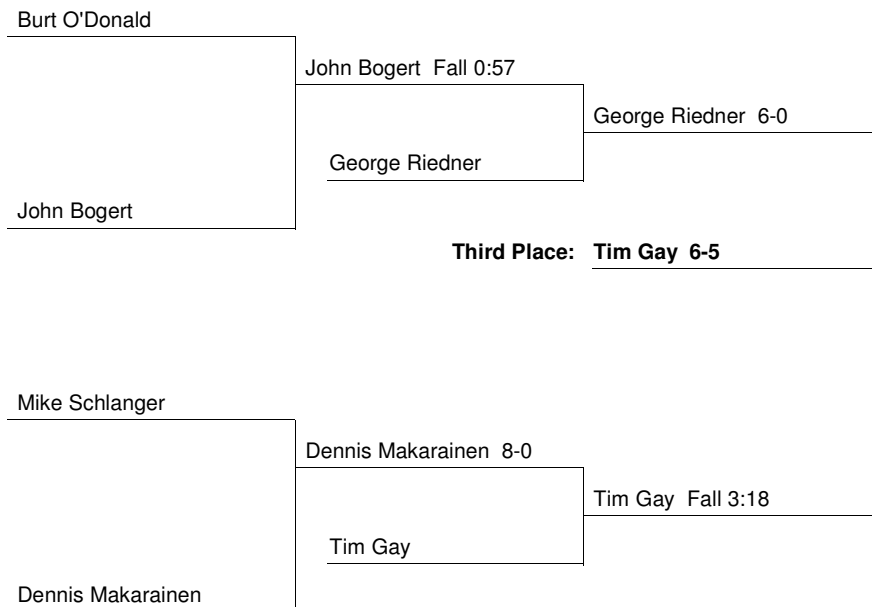 Burt O'Donald
John Bogert Fall 0:57
George Riedner 6-0
George Riedner
John Bogert
Third Place: Tim Gay 6-5
Mike Schlanger
Dennis Makarainen 8-0
Tim Gay Fall 3:18
Tim Gay
Dennis Makarainen